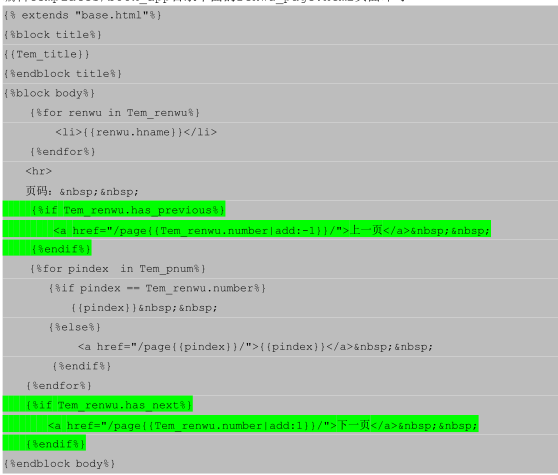 {% extends "base.html"%}
{%block title%}
{{Tem_title}}
{%endblock title%}
{%block body%}
{%for renwu in Tem_renwu%}
<li>{{renwu.hname}}</li>
{%endfor%}
<hr>
页码：&nbsp;&nbsp;
{%if Tem_renwu.has_previous%}
<a href="/page{{Tem_renwu.number|add:-1}}/">上一页</a>&nbsp;&nbsp;
{%endif%}
{%for pindex  in Tem_pnum%}
{%if pindex == Tem_renwu.number%}
{{pindex}}&nbsp;&nbsp;
{%else%}
<a href="/page{{pindex}}/">{{pindex}}</a>&nbsp;&nbsp;
{%endif%}
{%endfor%}
{%if Tem_renwu.has_next%}
<a href="/page{{Tem_renwu.number|add:1}}/">下一页</a>&nbsp;&nbsp;
{%endif%}
{%endblock body%}